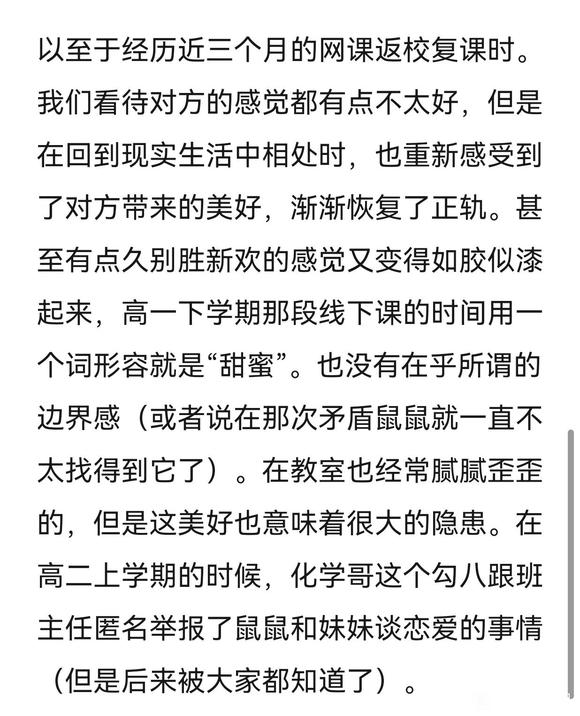 以至于经历近三个月的网课返校复课时。
我们看待对方的感觉都有点不太好，但是
在回到现实生活中相处时，也重新感受到
了对方带来的美好，渐渐恢复了正轨。甚
至有点久别胜新欢的感觉又变得如胶似漆
起来，高一下学期那段线下课的时间用一
个词形容就是“甜蜜”。也没有在乎所谓的
边界感（或者说在那次矛盾鼠鼠就一直不
太找得到它了）。在教室也经常腻腻歪歪
的，但是这美好也意味着很大的隐患。在
高二上学期的时候，化学哥这个勾八跟班
主任匿名举报了鼠鼠和妹妹谈恋爱的事情
（但是后来被大家都知道了）。